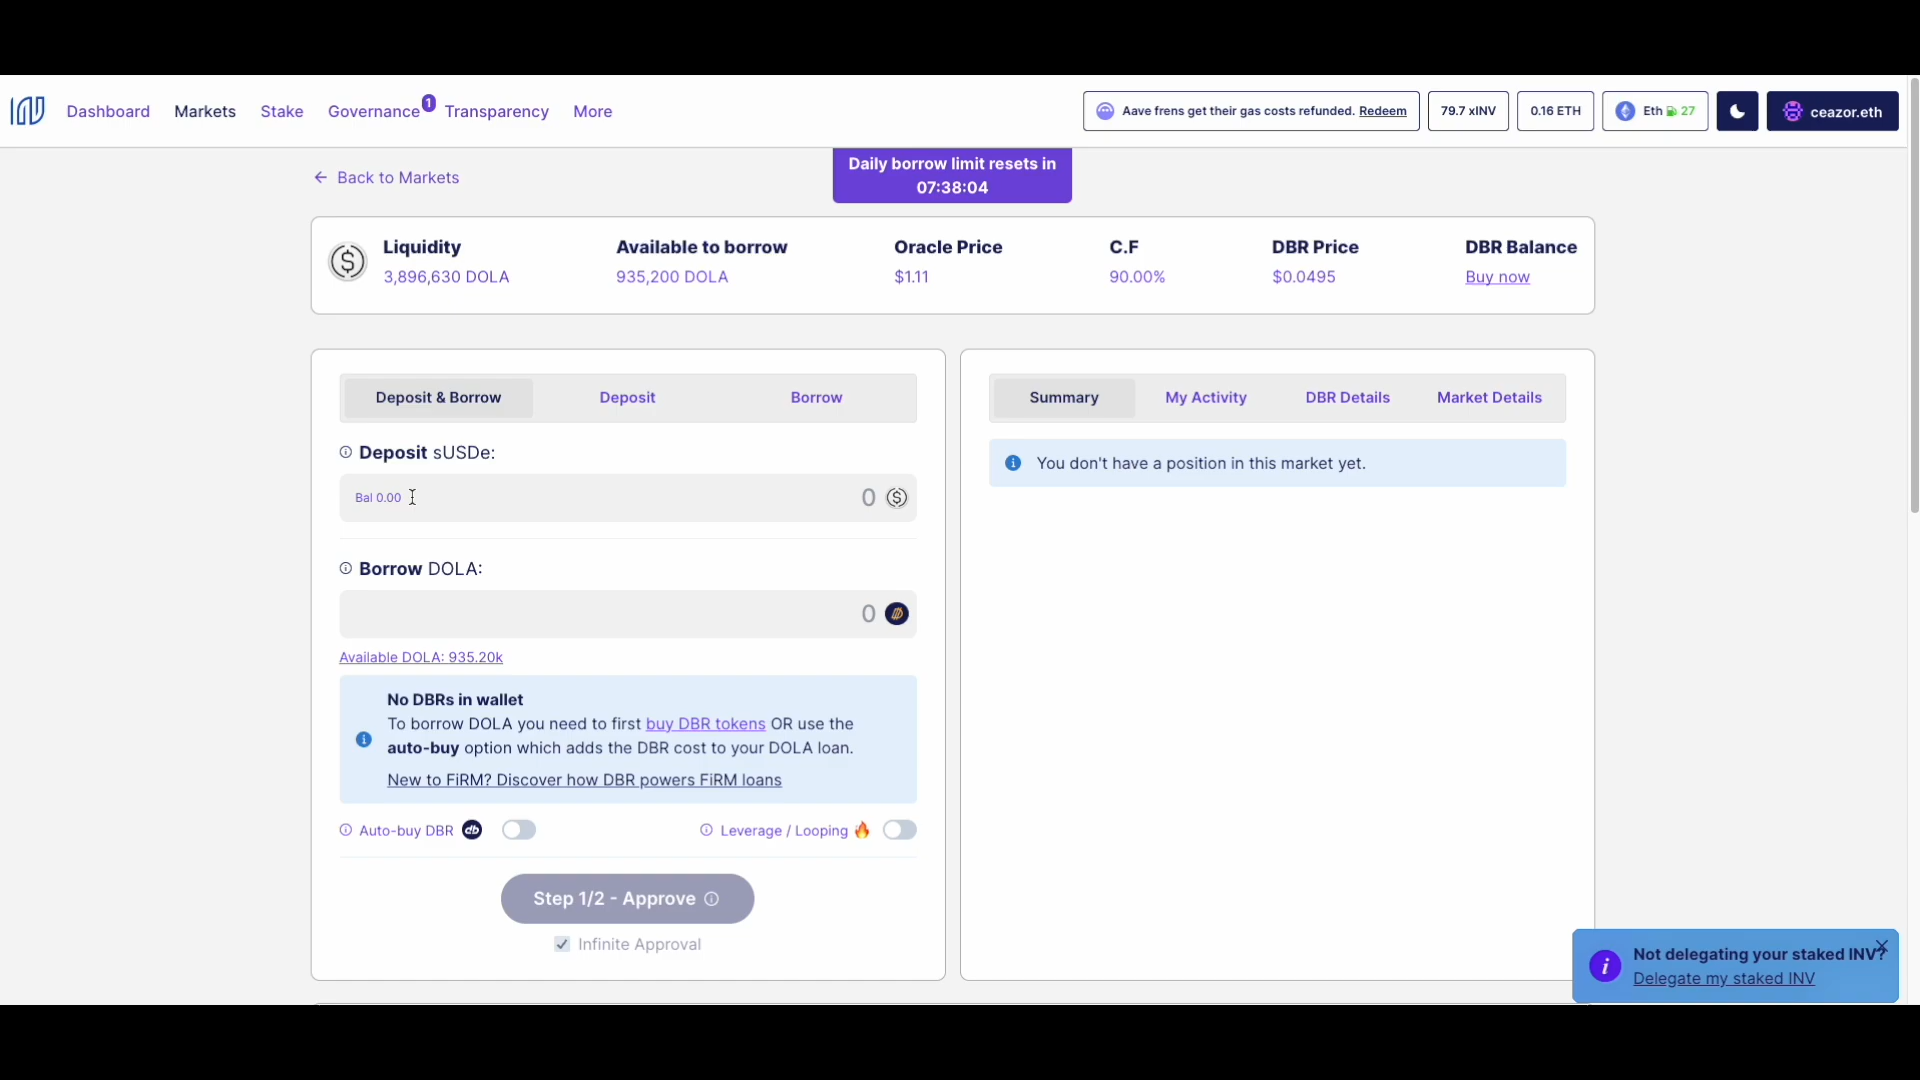 Dashboard Markets Stake Governance 1 Transparency More
Aave frens get their gas costs refunded. Redeem 79.7 xINV 0.16 ETH Eth 27 ceazor.eth
Daily borrow limit resets in
07:38:04
← Back to Markets
Liquidity Available to borrow Oracle Price C.F DBR Price DBR Balance
3,896,630 DOLA 935,200 DOLA $1.11 90.00% $0.0495 Buy now
Deposit & Borrow Deposit Borrow
Summary My Activity DBR Details Market Details
Deposit sUSDe:
You don't have a position in this market yet.
Bal 0.00 0
Borrow DOLA:
0
Available DOLA: 935.20k
No DBRs in wallet
To borrow DOLA you need to first buy DBR tokens OR use the
auto-buy option which adds the DBR cost to your DOLA loan.
New to FiRM? Discover how DBR powers FiRM loans
Auto-buy DBR db Leverage / Looping
Step 1/2 - Approve
Infinite Approval
Not delegating your staked INV?
Delegate my staked INV